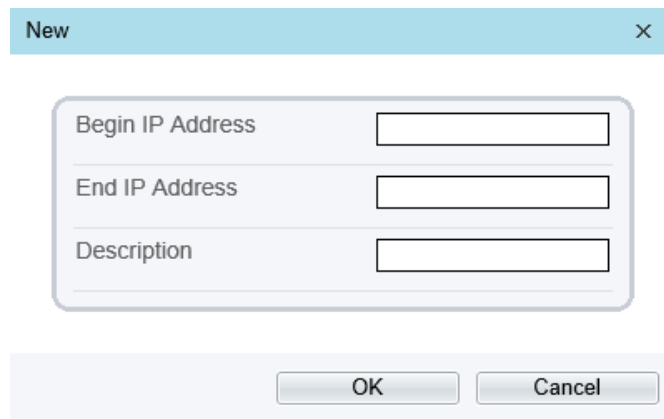 New
Begin IP Address
End IP Address
Description
OK Cancel